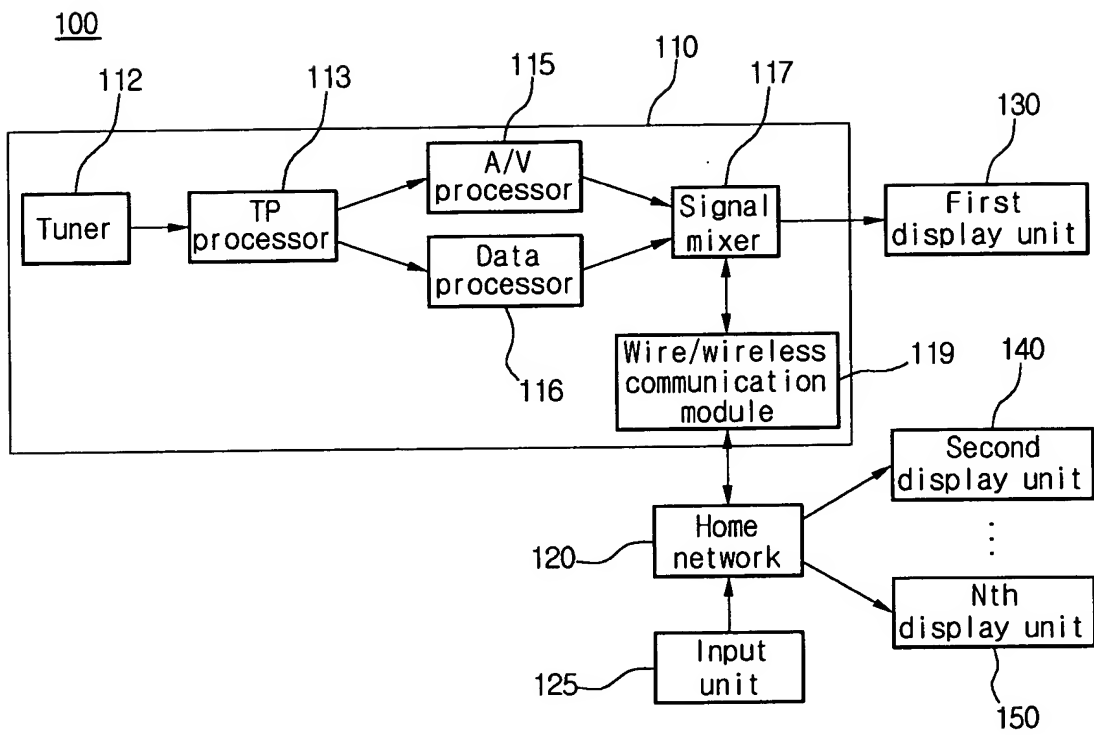 100
112
113
115
110
117
130
Tuner
TP
processor
A/V
processor
Data
processor
Signal
mixer
First
display unit
116
Wire/wireless
communication
module
119
140
Second
display unit
120
Home
network
Nth
display unit
125
Input
unit
150